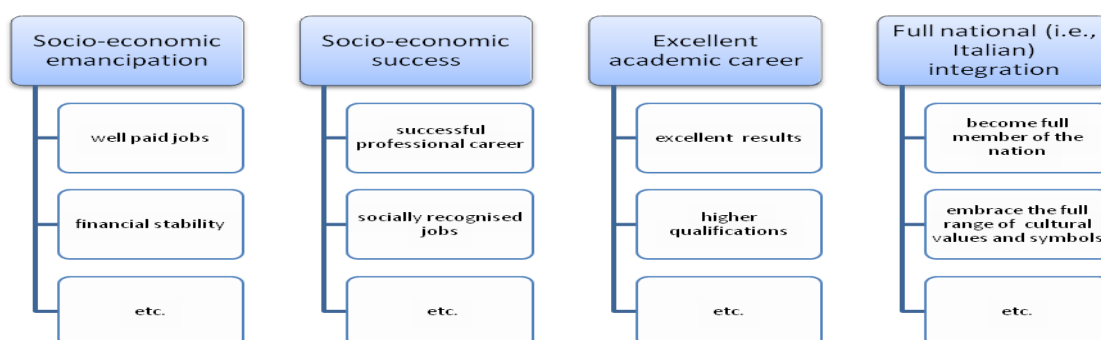 Socio-economic
emancipation
well paid jobs
financial stability
etc.
Socio-economic
success
successful
professional career
socially recognised
jobs
etc.
Excellent
academic career
excellent results
higher
qualifications
etc.
Full national (i.e.,
Italian)
integration
become full
member of the
nation
embrace the full
range of cultural
values and symbols
etc.